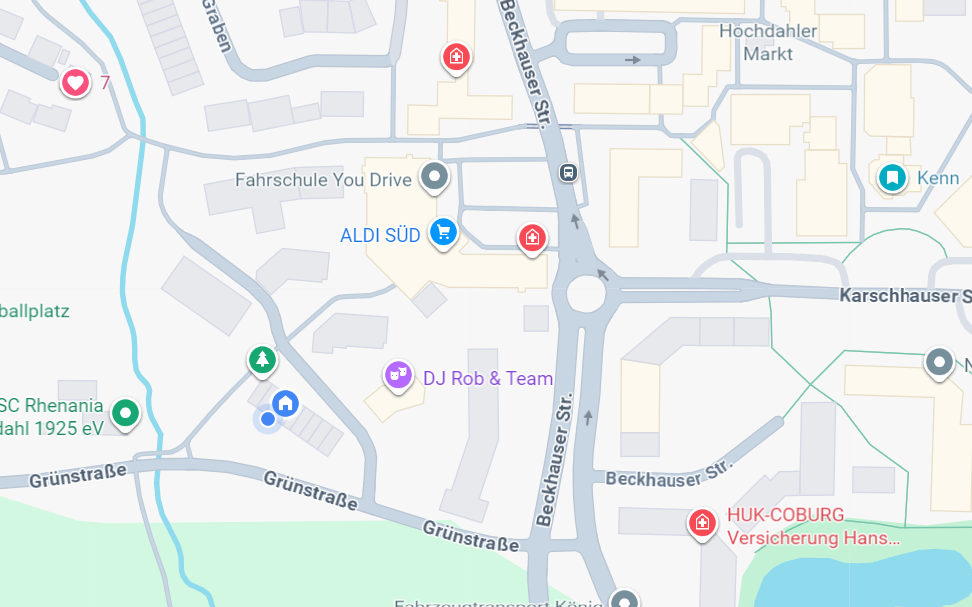 Graben
Beckhauser Str.
Hochdahler
Markt
7
Fahrschule You Drive
Kenn
ALDI SÜD
Karschhauser S
ballplatz
DJ Rob & Team
N
SC Rhenania
dahl 1925 eV
Beckhauser Str.
Grünstraße
Grünstraße
Beckhauser Str.
Grünstraße
HUK-COBURG
Versicherung Hans...
Fahrzeugtransport König